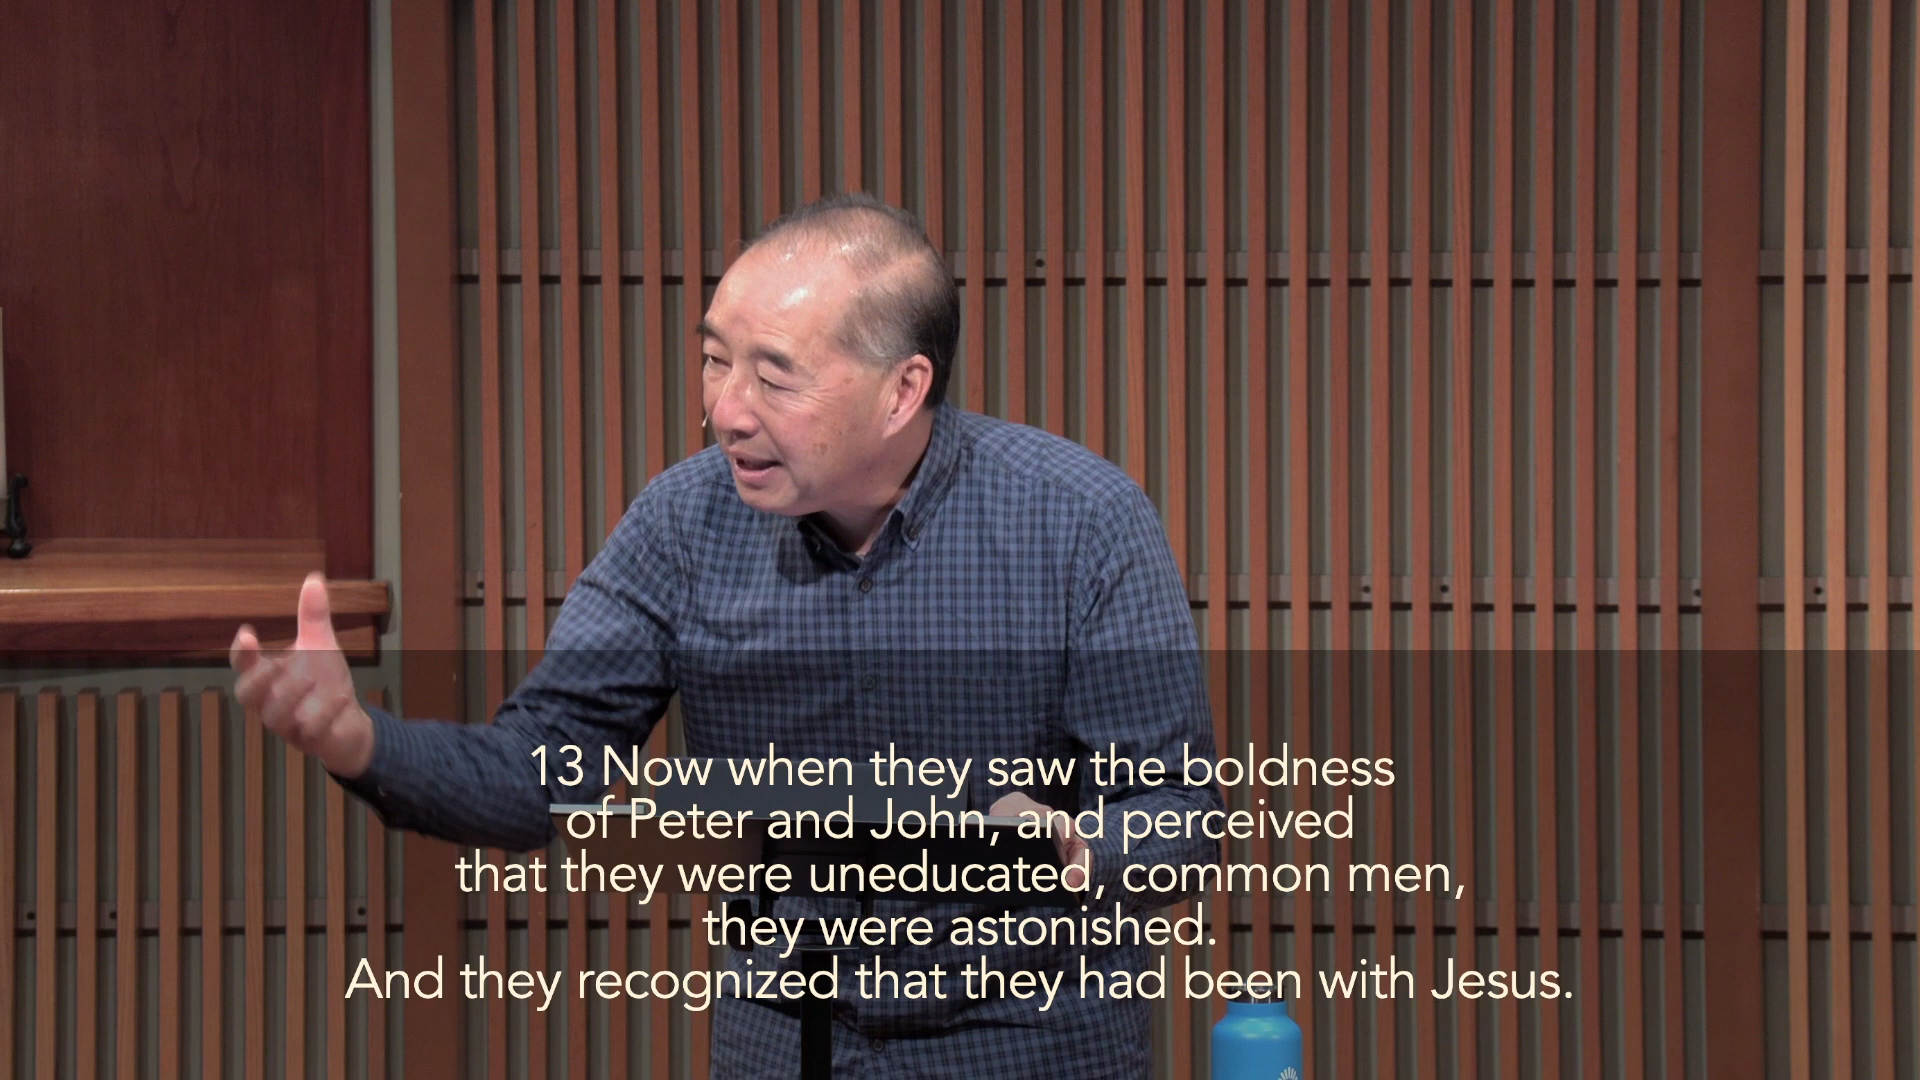 13 Now when they saw the boldness
of Peter and John, and perceived
that they were uneducated, common men,
they were astonished.
And they recognized that they had been with Jesus.